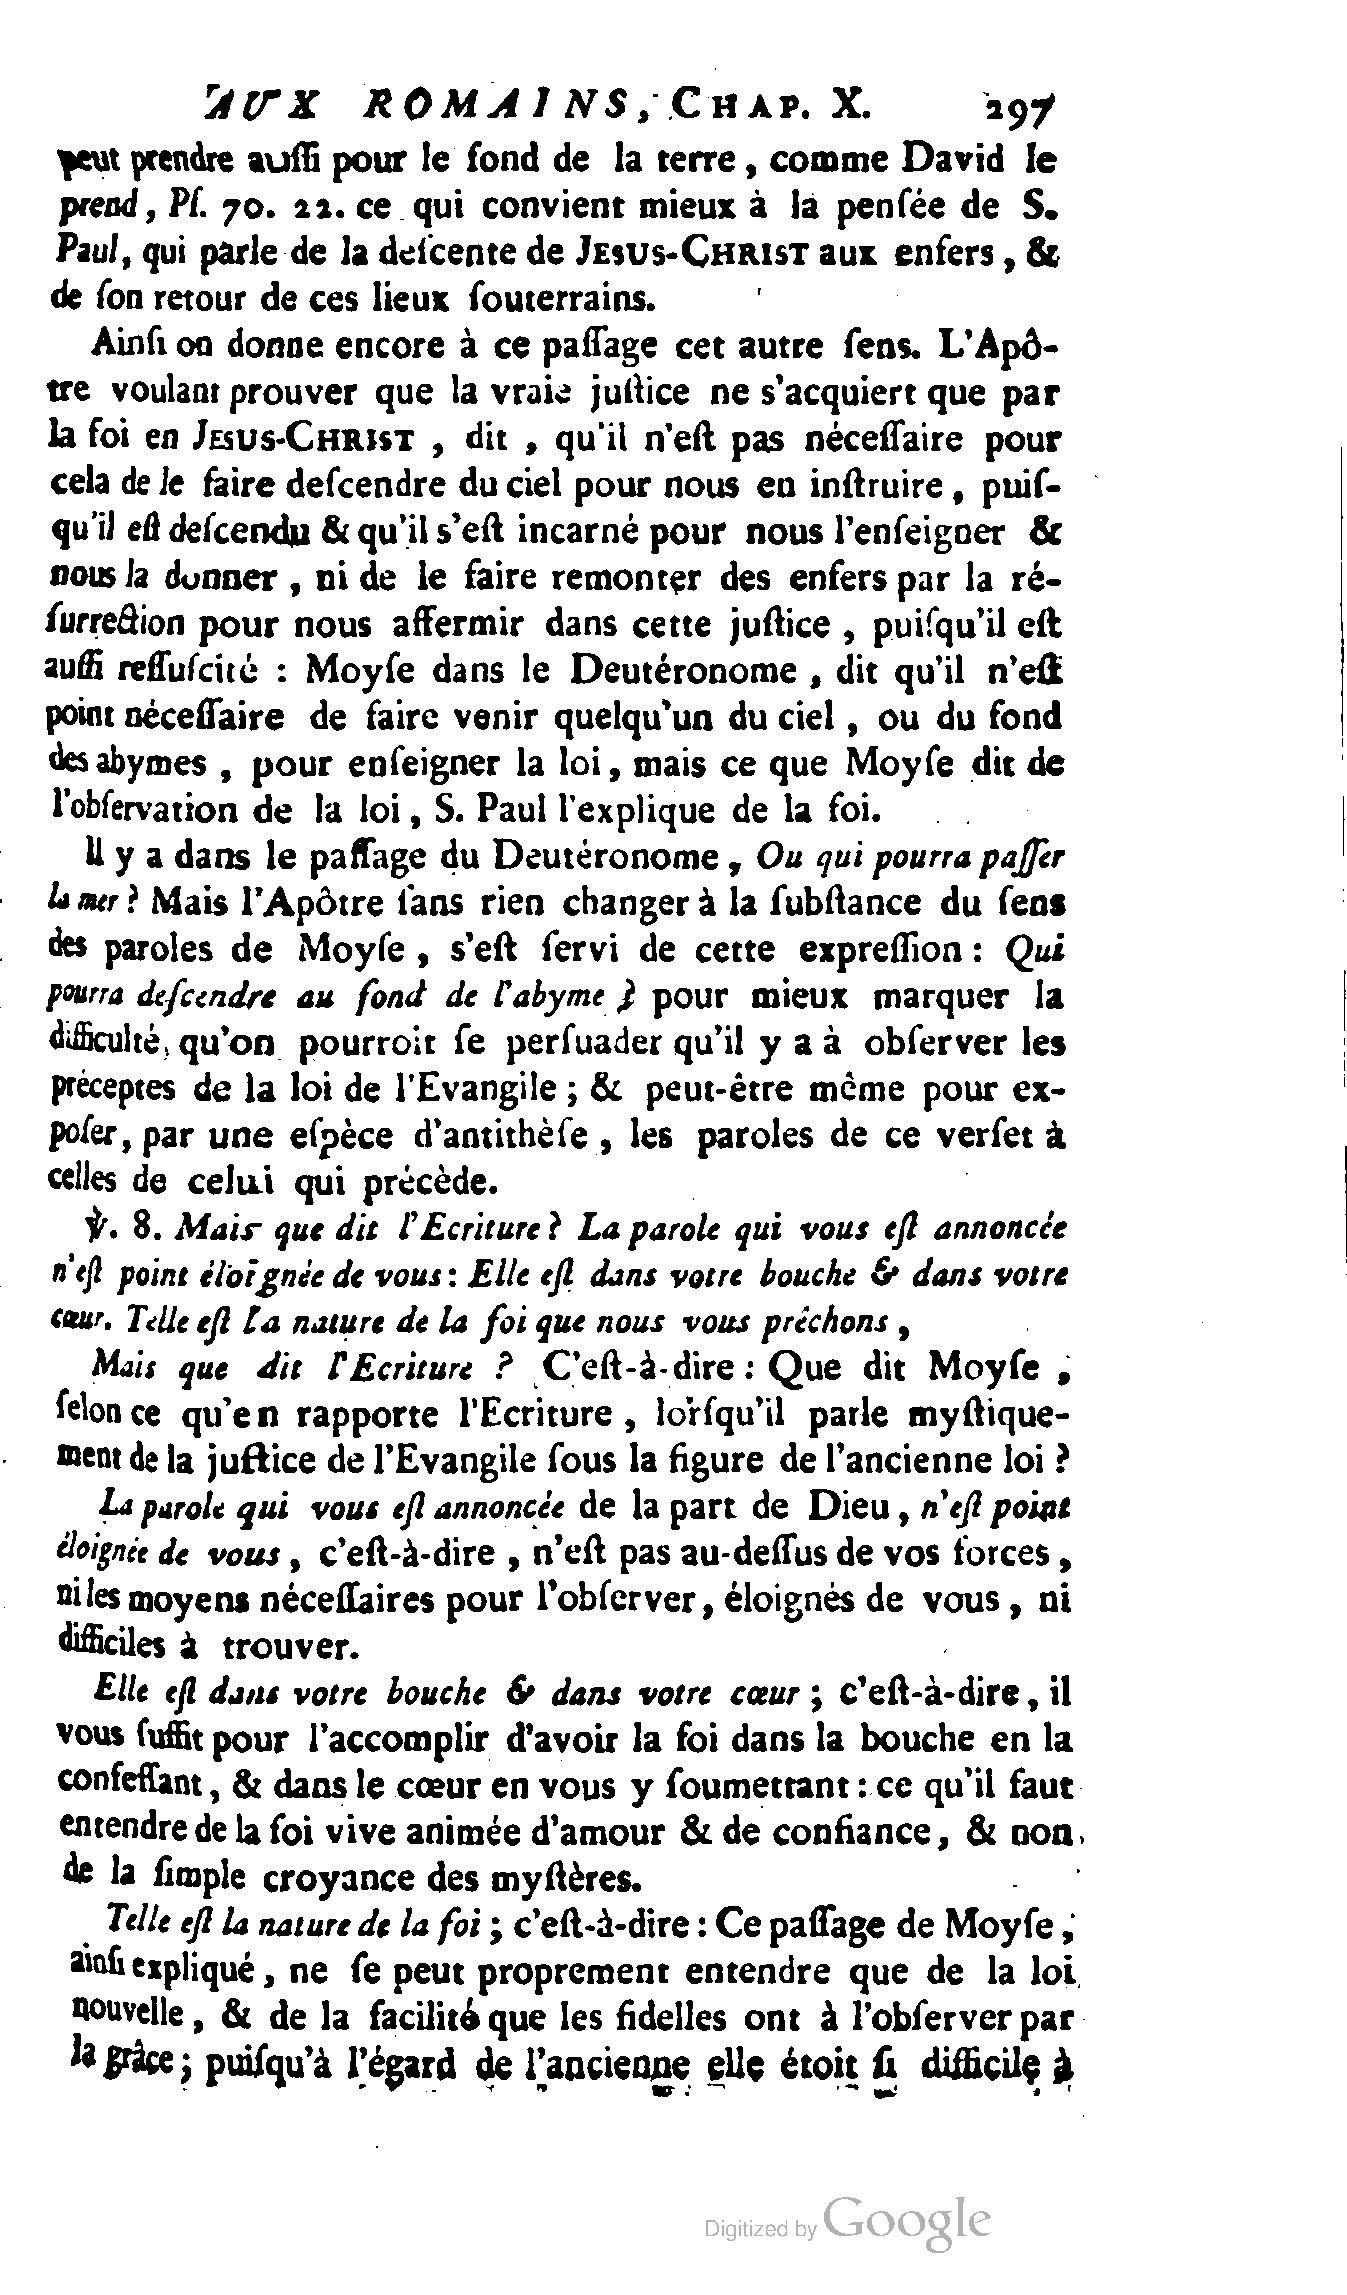 AUX ROMAINS, CHAP. X. 297
peut prendre auſſi pour le fond de la terre, comme David le
prend, Pſ. 70. 22. ce qui convient mieux à la penſée de S.
Paul, qui parle de la deſcente de JESUS-CHRIST aux enfers, &
de ſon retour de ces lieux ſouterrains.
Ainſi on donne encore à ce paſſage cet autre ſens. L'Apô-
tre voulant prouver que la vraie juſtice ne s'acquiert que par
la foi en JESUS-CHRIST , dit , qu'il n'eſt pas néceſſaire pour
cela de le faire deſcendre du ciel pour nous en inſtruire, puiſ-
qu'il eſt deſcendu & qu'il s'eſt incarné pour nous l'enſeigner &
nous la donner , ni de le faire remonter des enfers par la ré-
ſurrection pour nous affermir dans cette juſtice , puiſqu'il eſt
auſſi reſſuſcité : Moyſe dans le Deutéronome , dit qu'il n'eſt
point néceſſaire de faire venir quelqu'un du ciel , ou du fond
des abymes , pour enſeigner la loi, mais ce que Moyſe dit de
l'obſervation de la loi, S. Paul l'explique de la foi.
Il y a dans le paſſage du Deutéronome, Ou qui pourra paſſer
la mer? Mais l'Apôtre ſans rien changer à la ſubſtance du ſens
des paroles de Moyſe , s'eſt ſervi de cette expreſſion : Qui
pourra deſcendre au fond de l'abyme ? pour mieux marquer la
difficulté, qu'on pourroit ſe perſuader qu'il y a à obſerver les
préceptes de la loi de l'Evangile ; & peut-être même pour ex-
poſer, par une eſpèce d'antithèſe , les paroles de ce verſet à
celles de celui qui précède.
℣. 8. Mais que dit l'Ecriture? La parole qui vous eſt annoncée
n'eſt point éloignée de vous: Elle eſt dans votre bouche & dans votre
cœur. Telle eſt la nature de la foi que nous vous prêchons ,
Mais que dit l'Ecriture ? C'eſt-à-dire : Que dit Moyſe ,
ſelon ce qu'en rapporte l'Ecriture , lorſqu'il parle myſtique-
ment de la juſtice de l'Evangile ſous la figure de l'ancienne loi ?
La parole qui vous eſt annoncée de la part de Dieu, n'eſt point
éloignée de vous, c'eſt-à-dire , n'eſt pas au-deſſus de vos forces,
ni les moyens néceſſaires pour l'obſerver, éloignés de vous , ni
difficiles à trouver.
Elle eſt dans votre bouche & dans votre cœur ; c'eſt-à-dire, il
vous ſuffit pour l'accomplir d'avoir la foi dans la bouche en la
confeſſant, & dans le cœur en vous y ſoumettant : ce qu'il faut
entendre de la foi vive animée d'amour & de confiance, & non
de la ſimple croyance des myſtères.
Telle eſt la nature de la foi ; c'eſt-à-dire : Ce paſſage de Moyſe,
ainſi expliqué, ne ſe peut proprement entendre que de la loi
nouvelle, & de la facilité que les fidelles ont à l'obſerver par
la grâce; puiſqu'à l'égard de l'ancienne elle étoit ſi difficile à
Digitized by Google